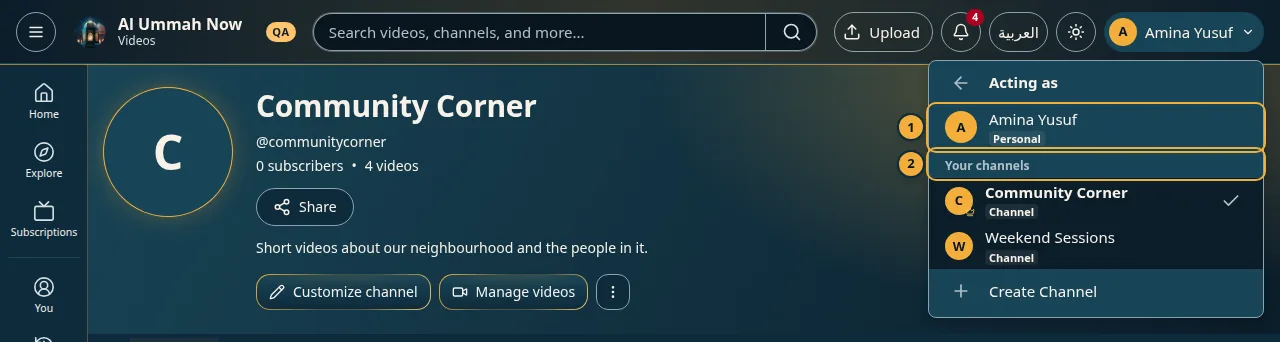 Al Ummah Now
Videos
QA
Search videos, channels, and more...
Upload
4
العربية
A
Amina Yusuf
Home
Explore
Subscriptions
You
C
Community Corner
@communitycorner
0 subscribers • 4 videos
Share
Short videos about our neighbourhood and the people in it.
Customize channel
Manage videos
Acting as
1
A
Amina Yusuf
Personal
2
Your channels
C
Community Corner
Channel
W
Weekend Sessions
Channel
Create Channel